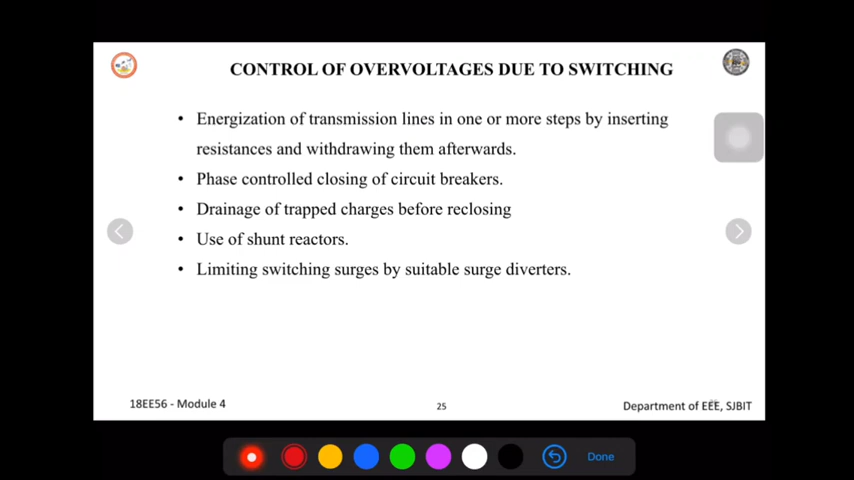 CONTROL OF OVERVOLTAGES DUE TO SWITCHING
• Energization of transmission lines in one or more steps by inserting
resistances and withdrawing them afterwards.
• Phase controlled closing of circuit breakers.
• Drainage of trapped charges before reclosing
• Use of shunt reactors.
• Limiting switching surges by suitable surge diverters.
18EE56 - Module 4
25
Department of EEE, SJBIT
Done